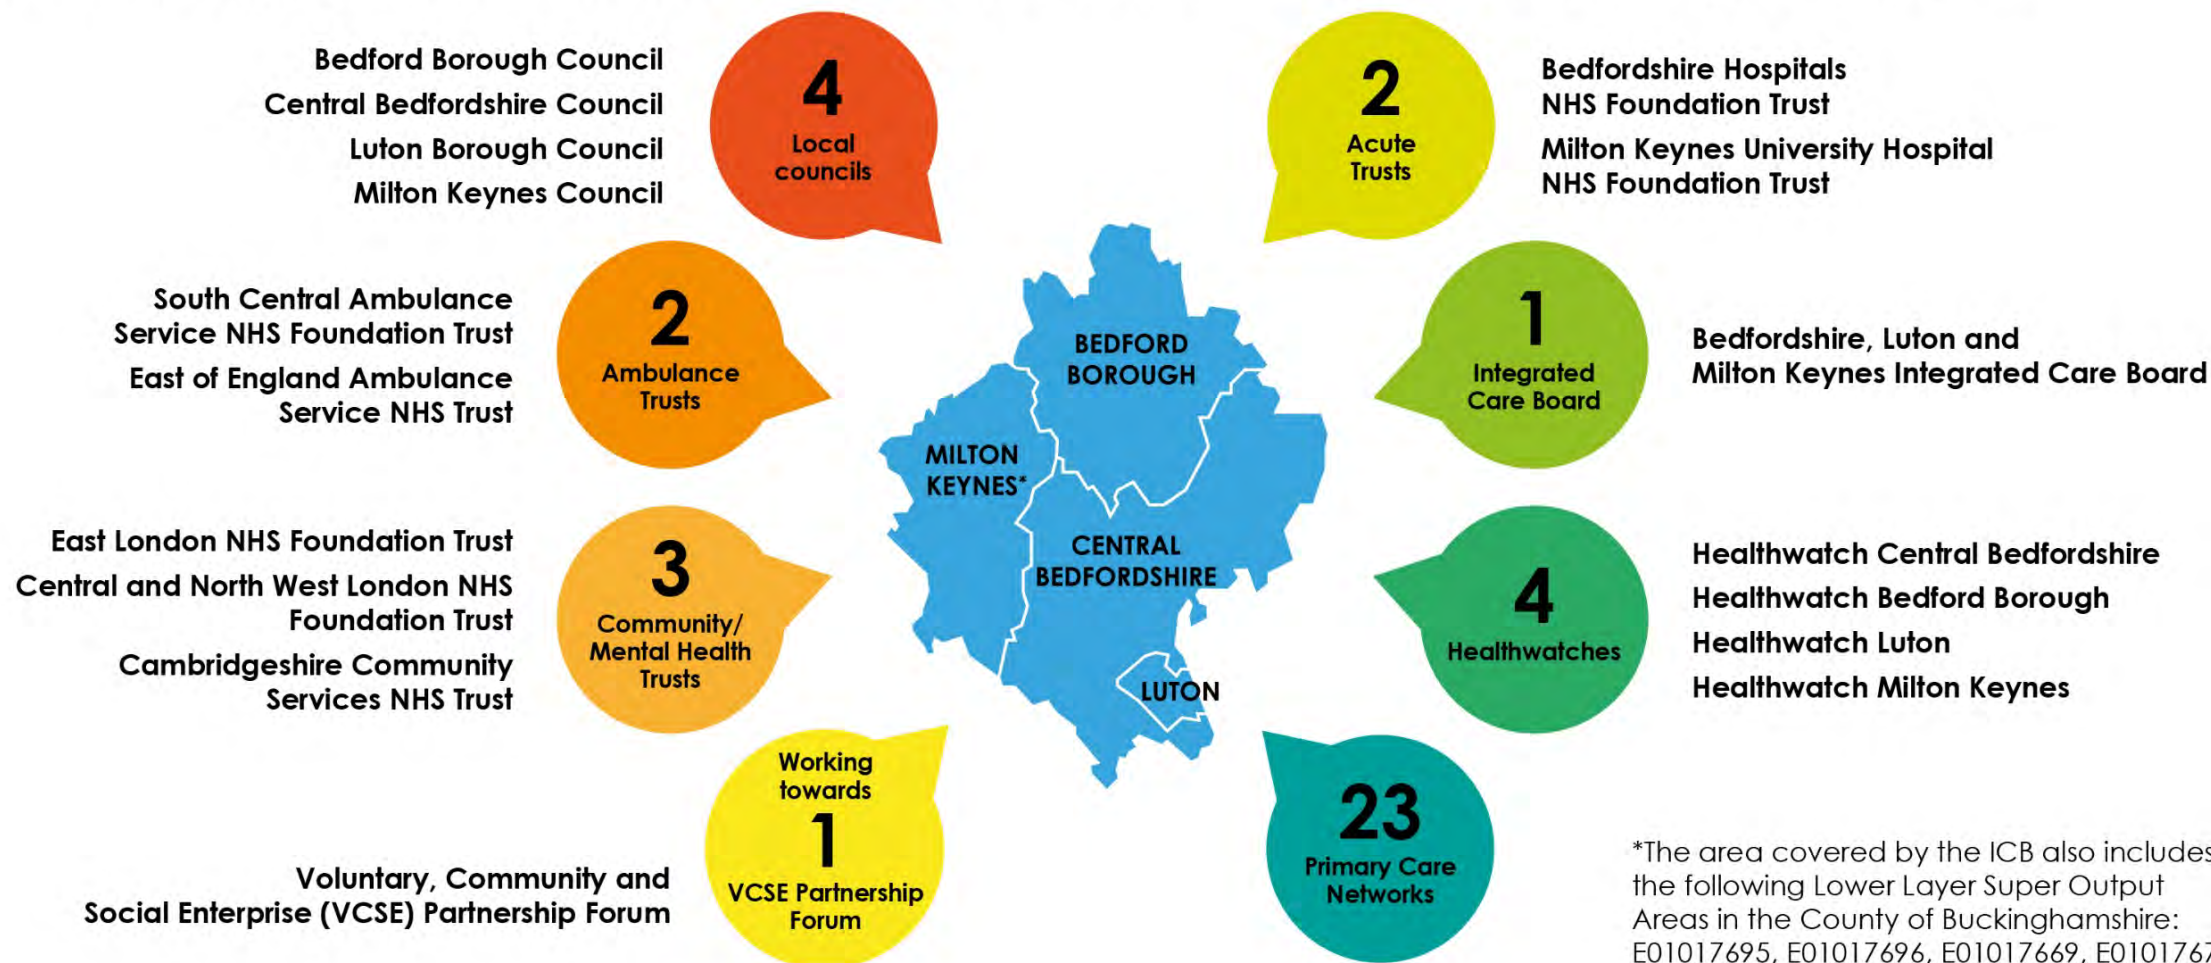 Bedford Borough Council
Central Bedfordshire Council
Luton Borough Council
Milton Keynes Council
4
Local
councils
2
Acute
Trusts
Bedfordshire Hospitals
NHS Foundation Trust
Milton Keynes University Hospital
NHS Foundation Trust
South Central Ambulance
Service NHS Foundation Trust
East of England Ambulance
Service NHS Trust
2
Ambulance
Trusts
1
Integrated
Care Board
Bedfordshire, Luton and
Milton Keynes Integrated Care Board
BEDFORD
BOROUGH
MILTON
KEYNES*
CENTRAL
BEDFORDSHIRE
LUTON
East London NHS Foundation Trust
Central and North West London NHS
Foundation Trust
Cambridgeshire Community
Services NHS Trust
3
Community/
Mental Health
Trusts
4
Healthwatches
Healthwatch Central Bedfordshire
Healthwatch Bedford Borough
Healthwatch Luton
Healthwatch Milton Keynes
Voluntary, Community and
Social Enterprise (VCSE) Partnership Forum
Working
towards
1
VCSE Partnership
Forum
23
Primary Care
Networks
*The area covered by the ICB also includes
the following Lower Layer Super Output
Areas in the County of Buckinghamshire:
E01017695, E01017696, E01017669,